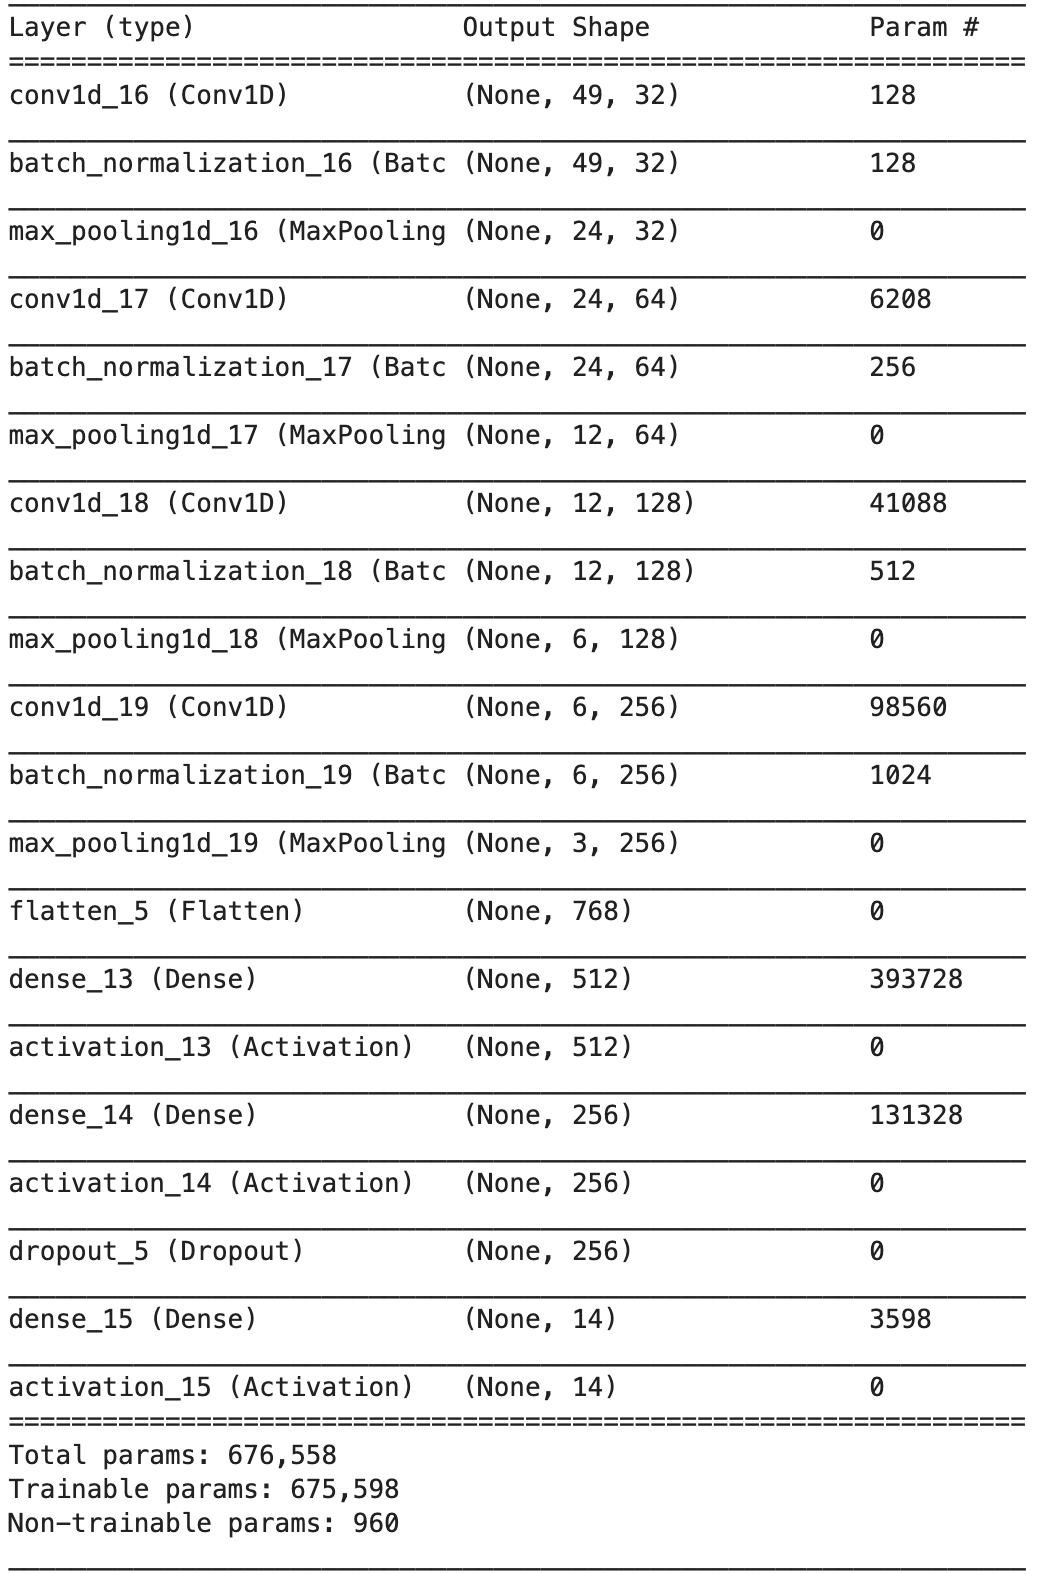 Layer (type) Output Shape Param #
=================================================================
conv1d_16 (Conv1D) (None, 49, 32) 128
batch_normalization_16 (Batc (None, 49, 32) 128
max_pooling1d_16 (MaxPooling (None, 24, 32) 0
conv1d_17 (Conv1D) (None, 24, 64) 6208
batch_normalization_17 (Batc (None, 24, 64) 256
max_pooling1d_17 (MaxPooling (None, 12, 64) 0
conv1d_18 (Conv1D) (None, 12, 128) 41088
batch_normalization_18 (Batc (None, 12, 128) 512
max_pooling1d_18 (MaxPooling (None, 6, 128) 0
conv1d_19 (Conv1D) (None, 6, 256) 98560
batch_normalization_19 (Batc (None, 6, 256) 1024
max_pooling1d_19 (MaxPooling (None, 3, 256) 0
flatten_5 (Flatten) (None, 768) 0
dense_13 (Dense) (None, 512) 393728
activation_13 (Activation) (None, 512) 0
dense_14 (Dense) (None, 256) 131328
activation_14 (Activation) (None, 256) 0
dropout_5 (Dropout) (None, 256) 0
dense_15 (Dense) (None, 14) 3598
activation_15 (Activation) (None, 14) 0
=================================================================
Total params: 676,558
Trainable params: 675,598
Non-trainable params: 960